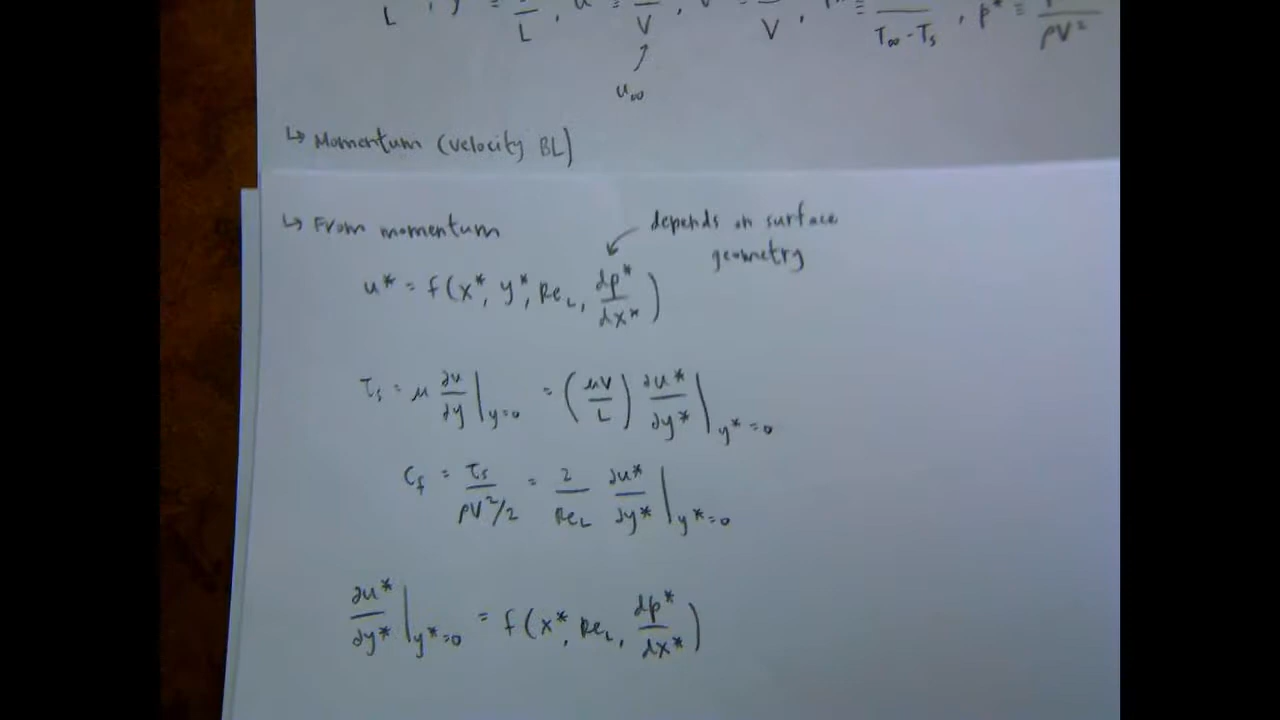 L , y* ≡ y/L , u* ≡ u/V , v* ≡ v/V , T* ≡ /(T∞ - Ts) , p* ≡ p/(ρV²)
u∞
↳ Momentum (velocity BL)
↳ From momentum
depends on surface
geometry
u* = f(x*, y*, Re_L, dp*/dx*)
τs = μ ∂u/∂y |y=0 = (μV/L) ∂u*/∂y* |y*=0
Cf = τs/(ρV²/2) = 2/Re_L ∂u*/∂y* |y*=0
∂u*/∂y* |y*=0 = f(x*, Re_L, dp*/dx*)